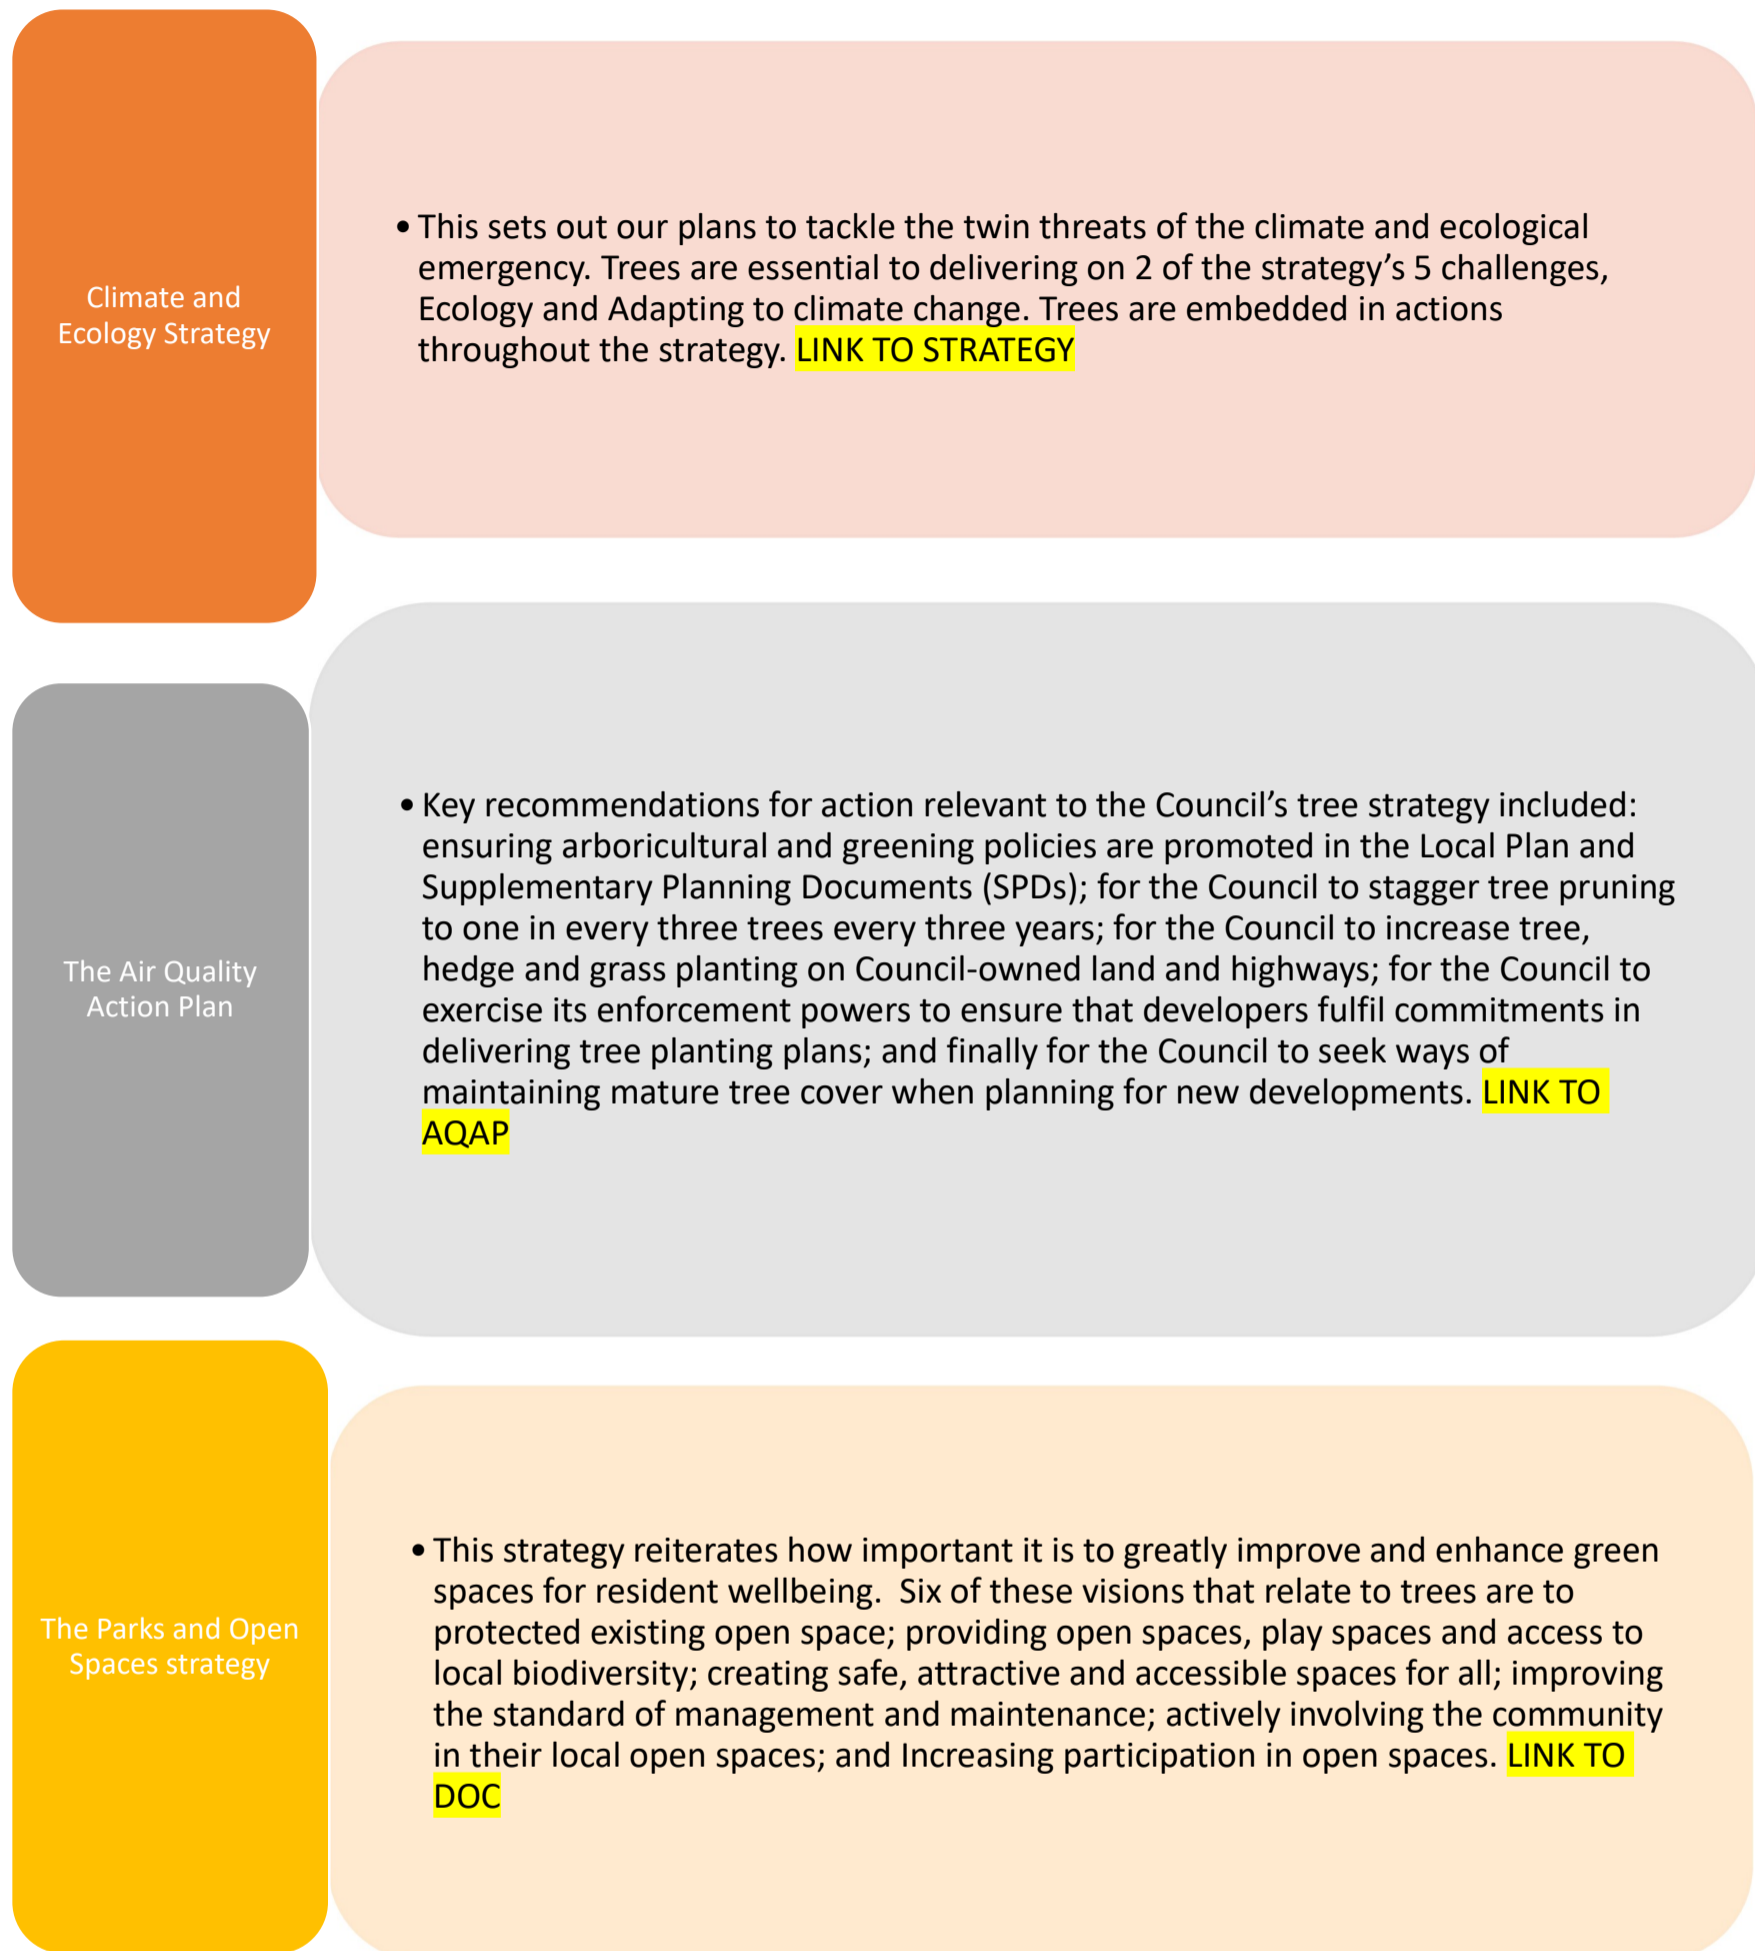 Climate and
Ecology Strategy
• This sets out our plans to tackle the twin threats of the climate and ecological
emergency. Trees are essential to delivering on 2 of the strategy’s 5 challenges,
Ecology and Adapting to climate change. Trees are embedded in actions
throughout the strategy. LINK TO STRATEGY
The Air Quality
Action Plan
• Key recommendations for action relevant to the Council’s tree strategy included:
ensuring arboricultural and greening policies are promoted in the Local Plan and
Supplementary Planning Documents (SPDs); for the Council to stagger tree pruning
to one in every three trees every three years; for the Council to increase tree,
hedge and grass planting on Council-owned land and highways; for the Council to
exercise its enforcement powers to ensure that developers fulfil commitments in
delivering tree planting plans; and finally for the Council to seek ways of
maintaining mature tree cover when planning for new developments. LINK TO
AQAP
The Parks and Open
Spaces strategy
• This strategy reiterates how important it is to greatly improve and enhance green
spaces for resident wellbeing.  Six of these visions that relate to trees are to
protected existing open space; providing open spaces, play spaces and access to
local biodiversity; creating safe, attractive and accessible spaces for all; improving
the standard of management and maintenance; actively involving the community
in their local open spaces; and Increasing participation in open spaces. LINK TO
DOC